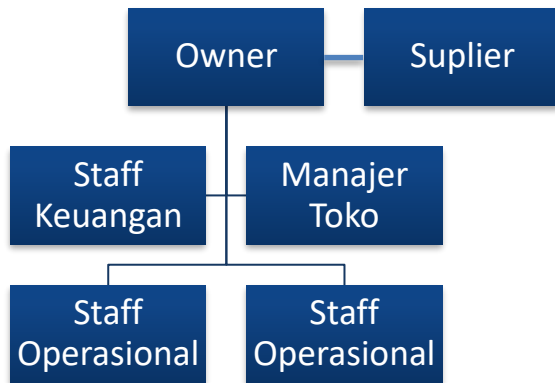 Owner
Suplier
Staff
Keuangan
Manajer
Toko
Staff
Operasional
Staff
Operasional